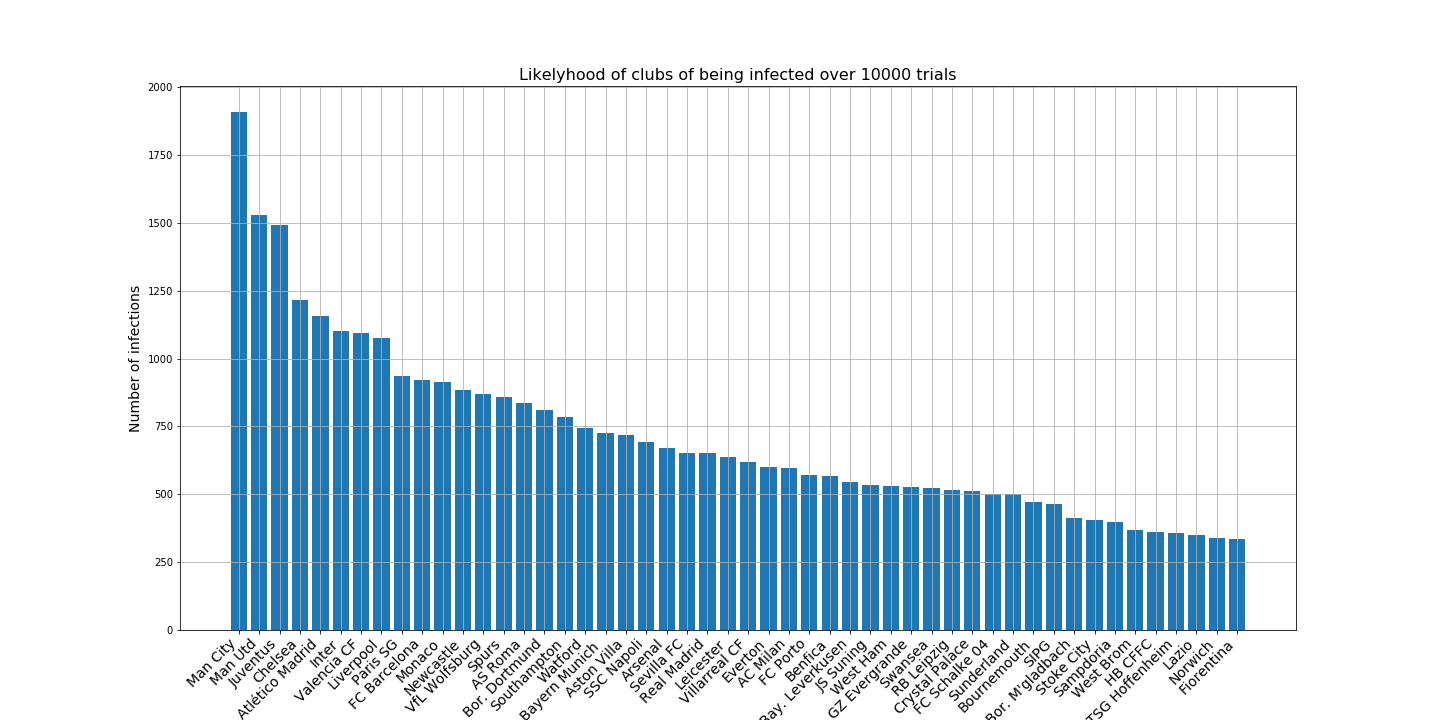 Likelyhood of clubs of being infected over 10000 trials
Number of infections
2000
1750
1500
1250
1000
750
500
250
0
Man City
Man Utd
Juventus
Chelsea
Atlético Madrid
Inter
Valencia CF
Liverpool
Paris SG
FC Barcelona
Monaco
Newcastle
VfL Wolfsburg
Spurs
AS Roma
Bor. Dortmund
Southampton
Watford
Bayern Munich
Aston Villa
SSC Napoli
Arsenal
Sevilla FC
Real Madrid
Leicester
Villarreal CF
Everton
AC Milan
FC Porto
Benfica
Bay. Leverkusen
JS Suning
West Ham
GZ Evergrande
Swansea
RB Leipzig
Crystal Palace
FC Schalke 04
Sunderland
Bournemouth
SIPG
Bor. M'gladbach
Stoke City
Sampdoria
West Brom
HB CFFC
TSG Hoffenheim
Lazio
Norwich
Fiorentina